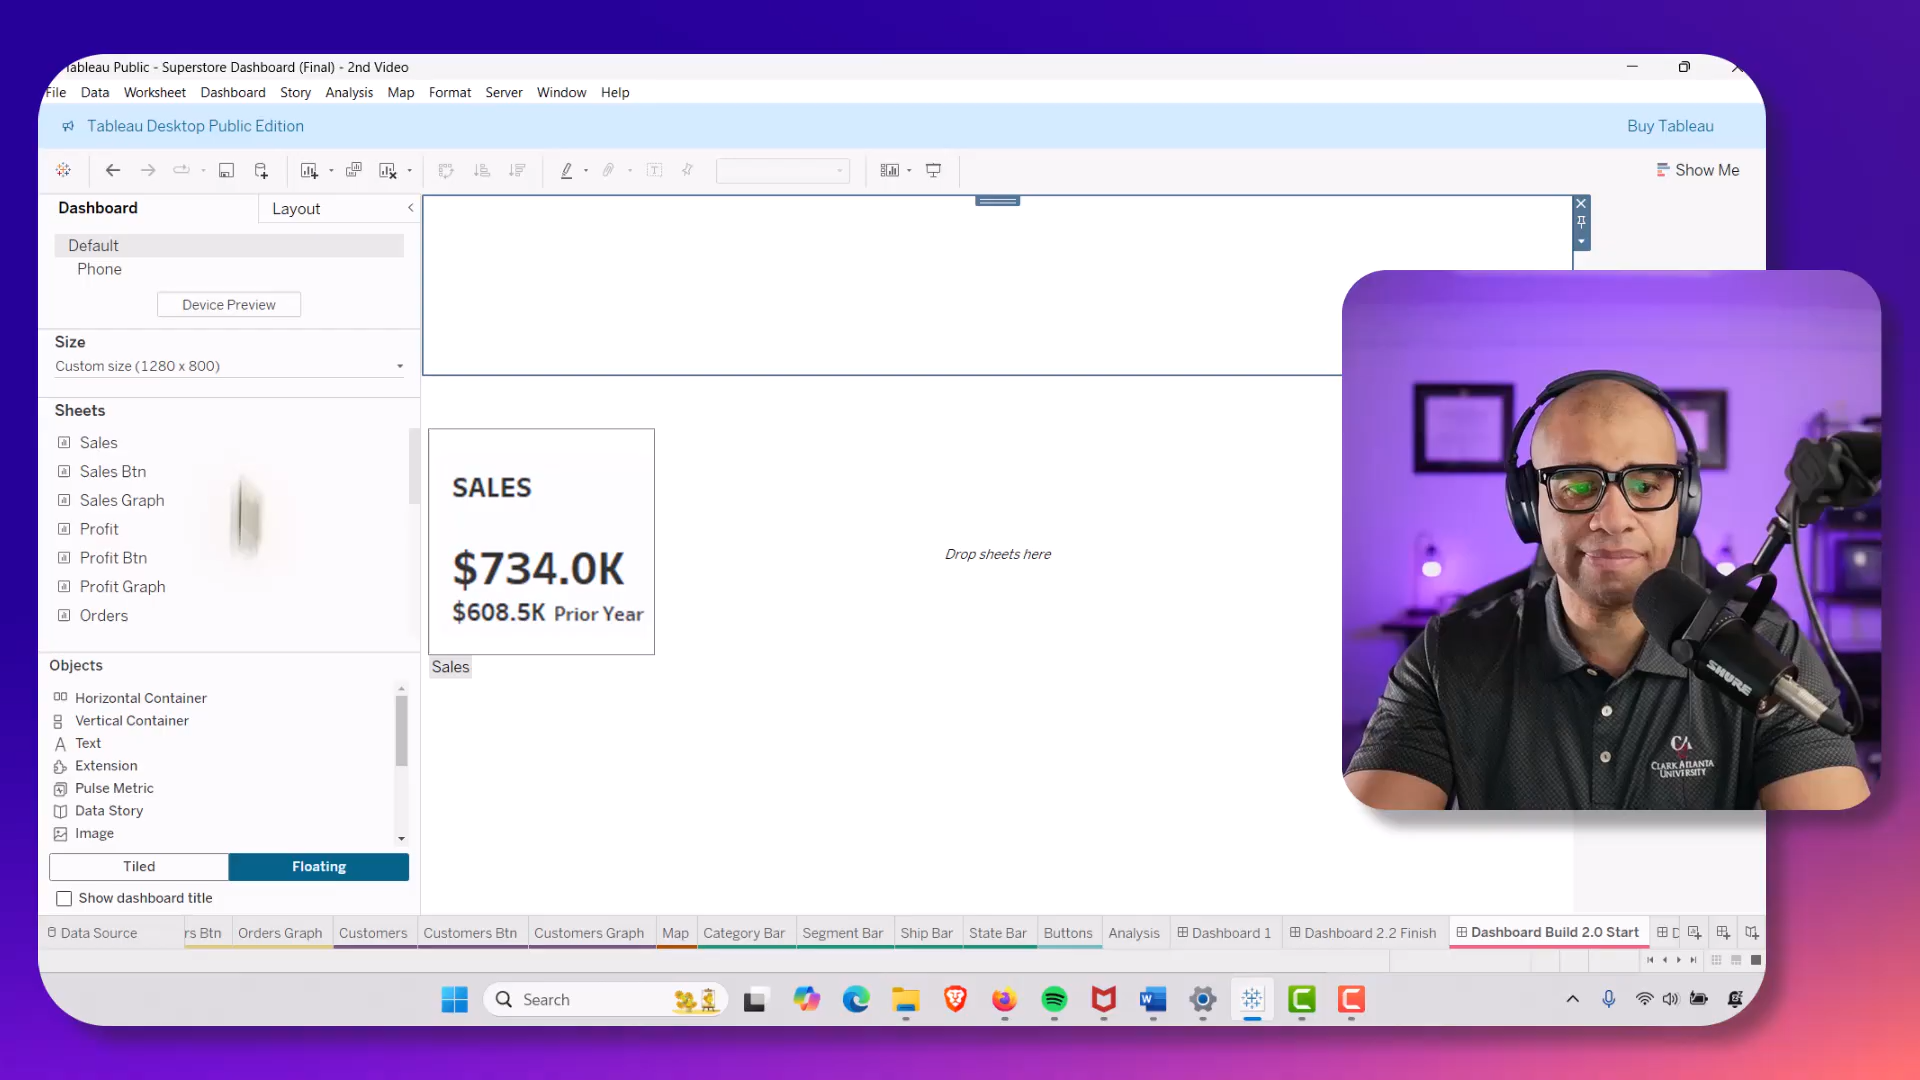 Tableau Public - Superstore Dashboard (Final) - 2nd Video
File Data Worksheet Dashboard Story Analysis Map Format Server Window Help
Tableau Desktop Public Edition
Buy Tableau
Show Me
Dashboard
Layout
Default
Phone
Device Preview
Size
Custom size (1280 x 800)
Sheets
Sales
Sales Btn
Sales Graph
Profit
Profit Btn
Profit Graph
Orders
SALES
$734.0K
$608.5K Prior Year
Sales
Drop sheets here
Objects
Horizontal Container
Vertical Container
Text
Extension
Pulse Metric
Data Story
Image
Tiled
Floating
Show dashboard title
SHURE
CA
CLARK ATLANTA
UNIVERSITY
Data Source
rs Btn
Orders Graph
Customers
Customers Btn
Customers Graph
Map
Category Bar
Segment Bar
Ship Bar
State Bar
Buttons
Analysis
Dashboard 1
Dashboard 2.2 Finish
Dashboard Build 2.0 Start
D
Search